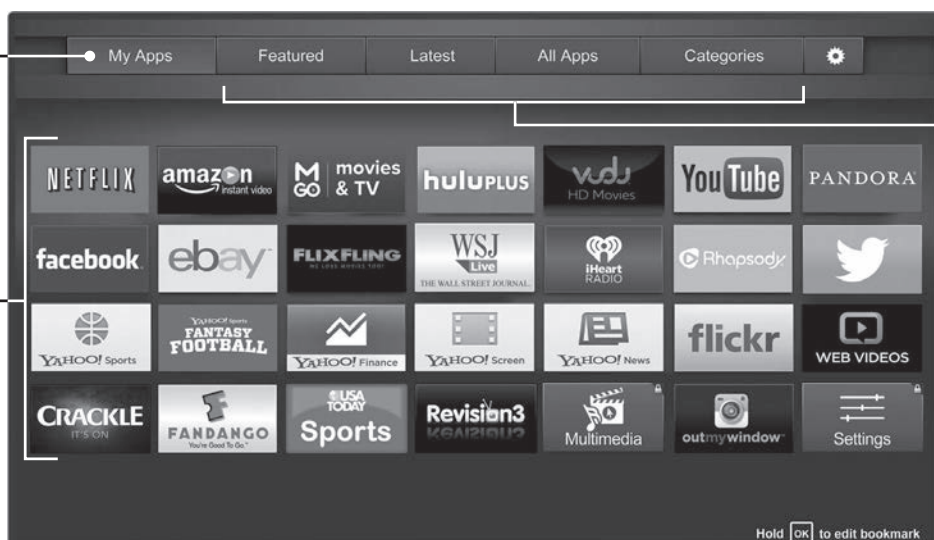 My Apps Featured Latest All Apps Categories
NETFLIX
amazon
instant video
M GO movies & TV
huluPLUS
vudu
HD Movies
YouTube
PANDORA
facebook
ebay
FLIXFLING
WE LOVE MOVIES TOO!
WSJ
Live
THE WALL STREET JOURNAL.
iHeart
RADIO
Rhapsody
YAHOO! Sports
YAHOO! Sports
FANTASY
FOOTBALL
YAHOO! Finance
YAHOO! Screen
YAHOO! News
flickr
WEB VIDEOS
CRACKLE
IT'S ON
FANDANGO
You're Good To Go.™
USA
TODAY
Sports
Revision3
Multimedia
outmywindow™
Settings
Hold OK to edit bookmark